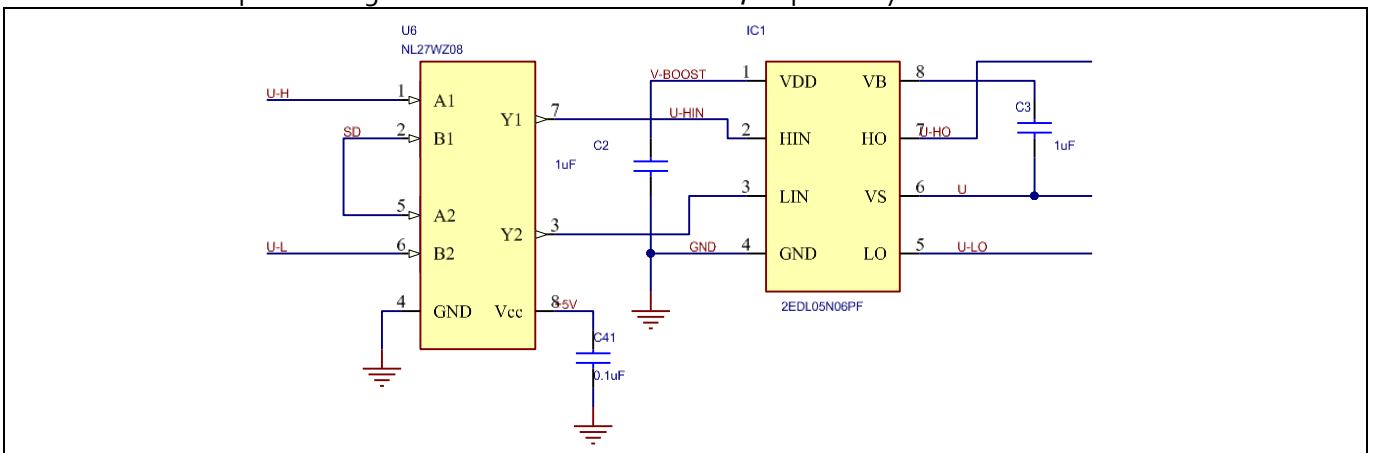 U6
NL27WZ08
IC1
U-H
1
A1
SD
2
B1
5
A2
U-L
6
B2
4
GND
Y1
7
Y2
3
Vcc
8
+5V
C41
0.1uF
C2
1uF
V-BOOST
1
VDD
U-HIN
2
HIN
3
LIN
GND
4
GND
VB
8
HO
7
U-HO
VS
6
U
LO
5
U-LO
C3
1uF
2EDL05N06PF